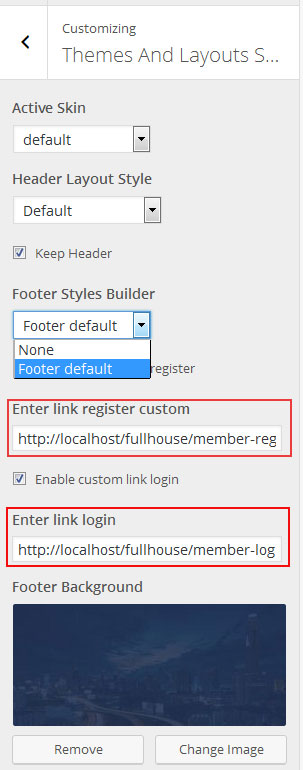 Customizing
Themes And Layouts S...
Active Skin
default
Header Layout Style
Default
Keep Header
Footer Styles Builder
Footer default
None
Footer default
register
Enter link register custom
http://localhost/fullhouse/member-reg
Enable custom link login
Enter link login
http://localhost/fullhouse/member-log
Footer Background
Remove
Change Image